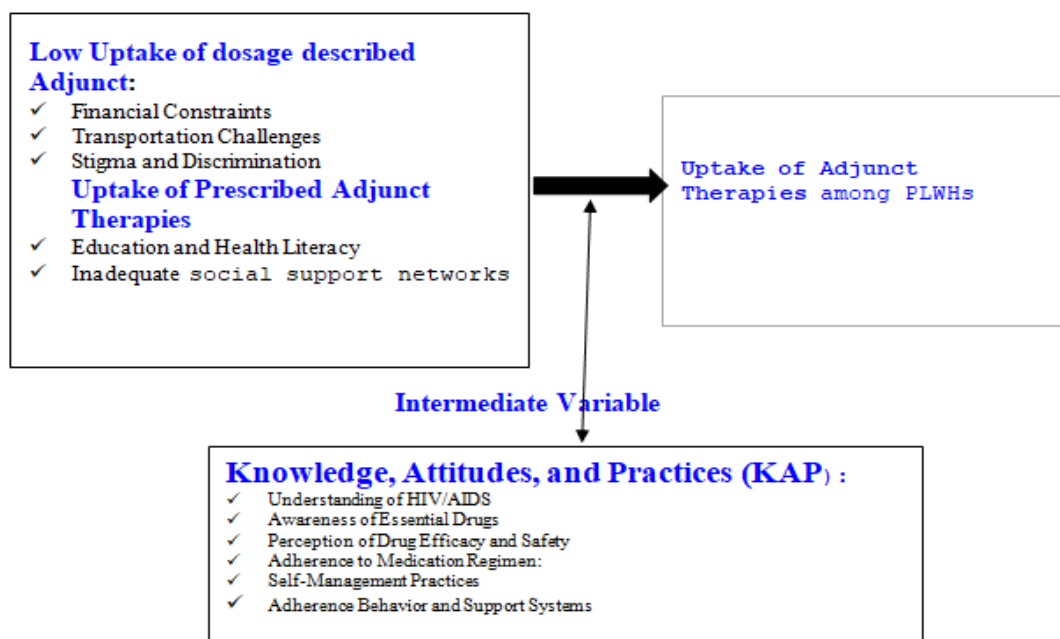 Low Uptake of dosage described
Adjunct:
✓ Financial Constraints
✓ Transportation Challenges
✓ Stigma and Discrimination
Uptake of Prescribed Adjunct
Therapies
✓ Education and Health Literacy
✓ Inadequate social support networks
Uptake of Adjunct
Therapies among PLWHs
Intermediate Variable
Knowledge, Attitudes, and Practices (KAP) :
✓ Understanding of HIV/AIDS
✓ Awareness of Essential Drugs
✓ Perception of Drug Efficacy and Safety
✓ Adherence to Medication Regimen:
✓ Self-Management Practices
✓ Adherence Behavior and Support Systems